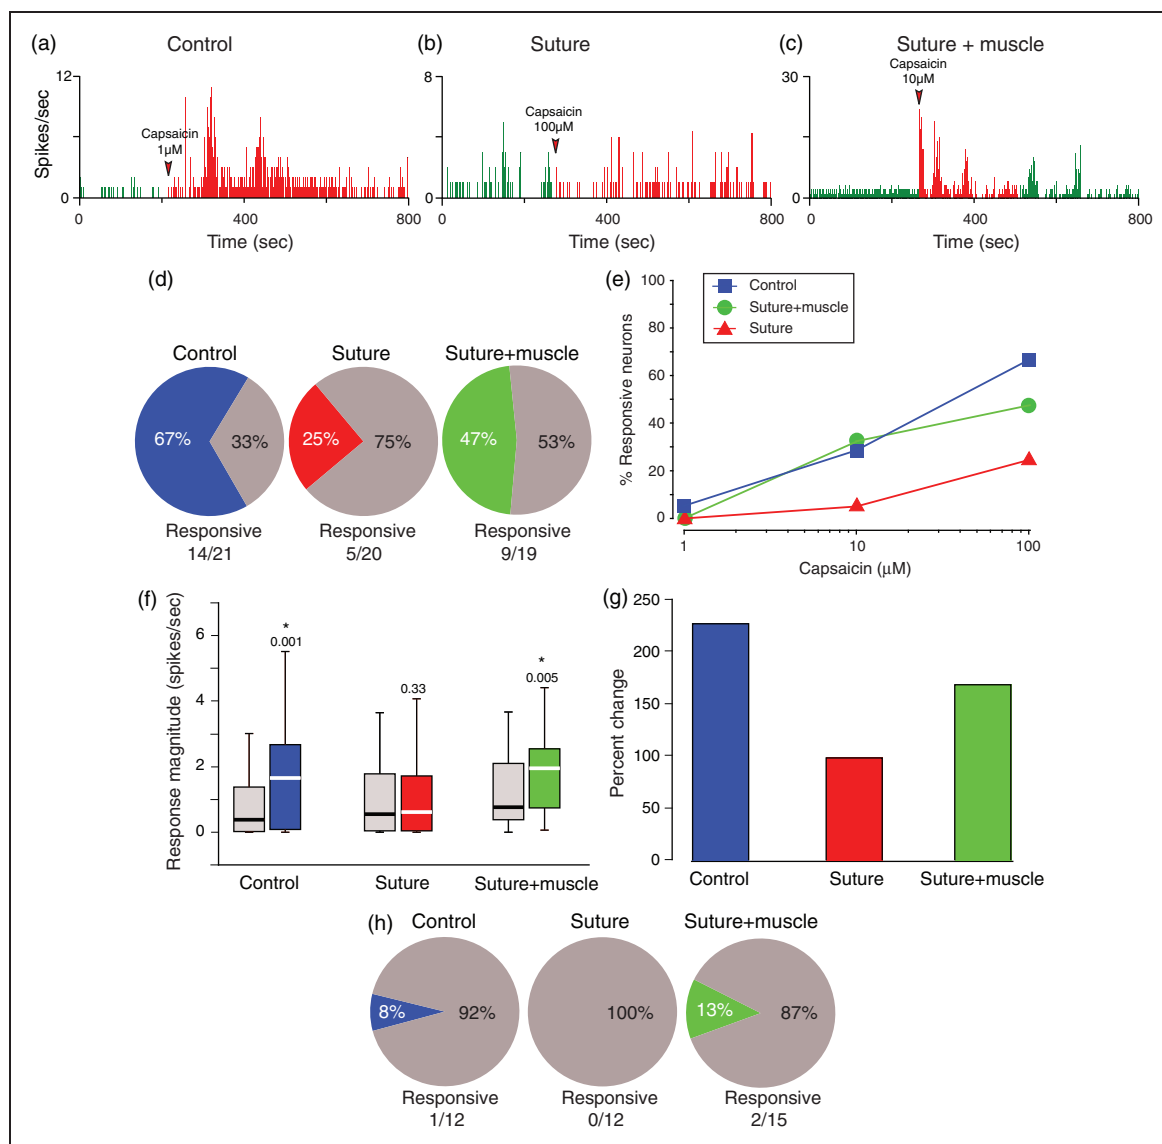 (a) Control
(b) Suture
(c) Suture + muscle
Spikes/sec
12
0
Capsaicin
1µM
400
800
Time (sec)
8
4
0
Capsaicin
100µM
400
800
Time (sec)
30
15
0
Capsaicin
10µM
0
400
800
Time (sec)
(d)
Control
67%
33%
Responsive
14/21
Suture
25%
75%
Responsive
5/20
Suture+muscle
47%
53%
Responsive
9/19
(e)
% Responsive neurons
100
80
60
40
20
0
Control
Suture+muscle
Suture
1
10
100
Capsaicin (µM)
(f)
Response magnitude (spikes/sec)
6
4
2
0
*
0.001
0.33
*
0.005
Control
Suture
Suture+muscle
(g)
Percent change
250
200
150
100
50
0
Control
Suture
Suture+muscle
(h)
Control
8%
92%
Responsive
1/12
Suture
100%
Responsive
0/12
Suture+muscle
13%
87%
Responsive
2/15